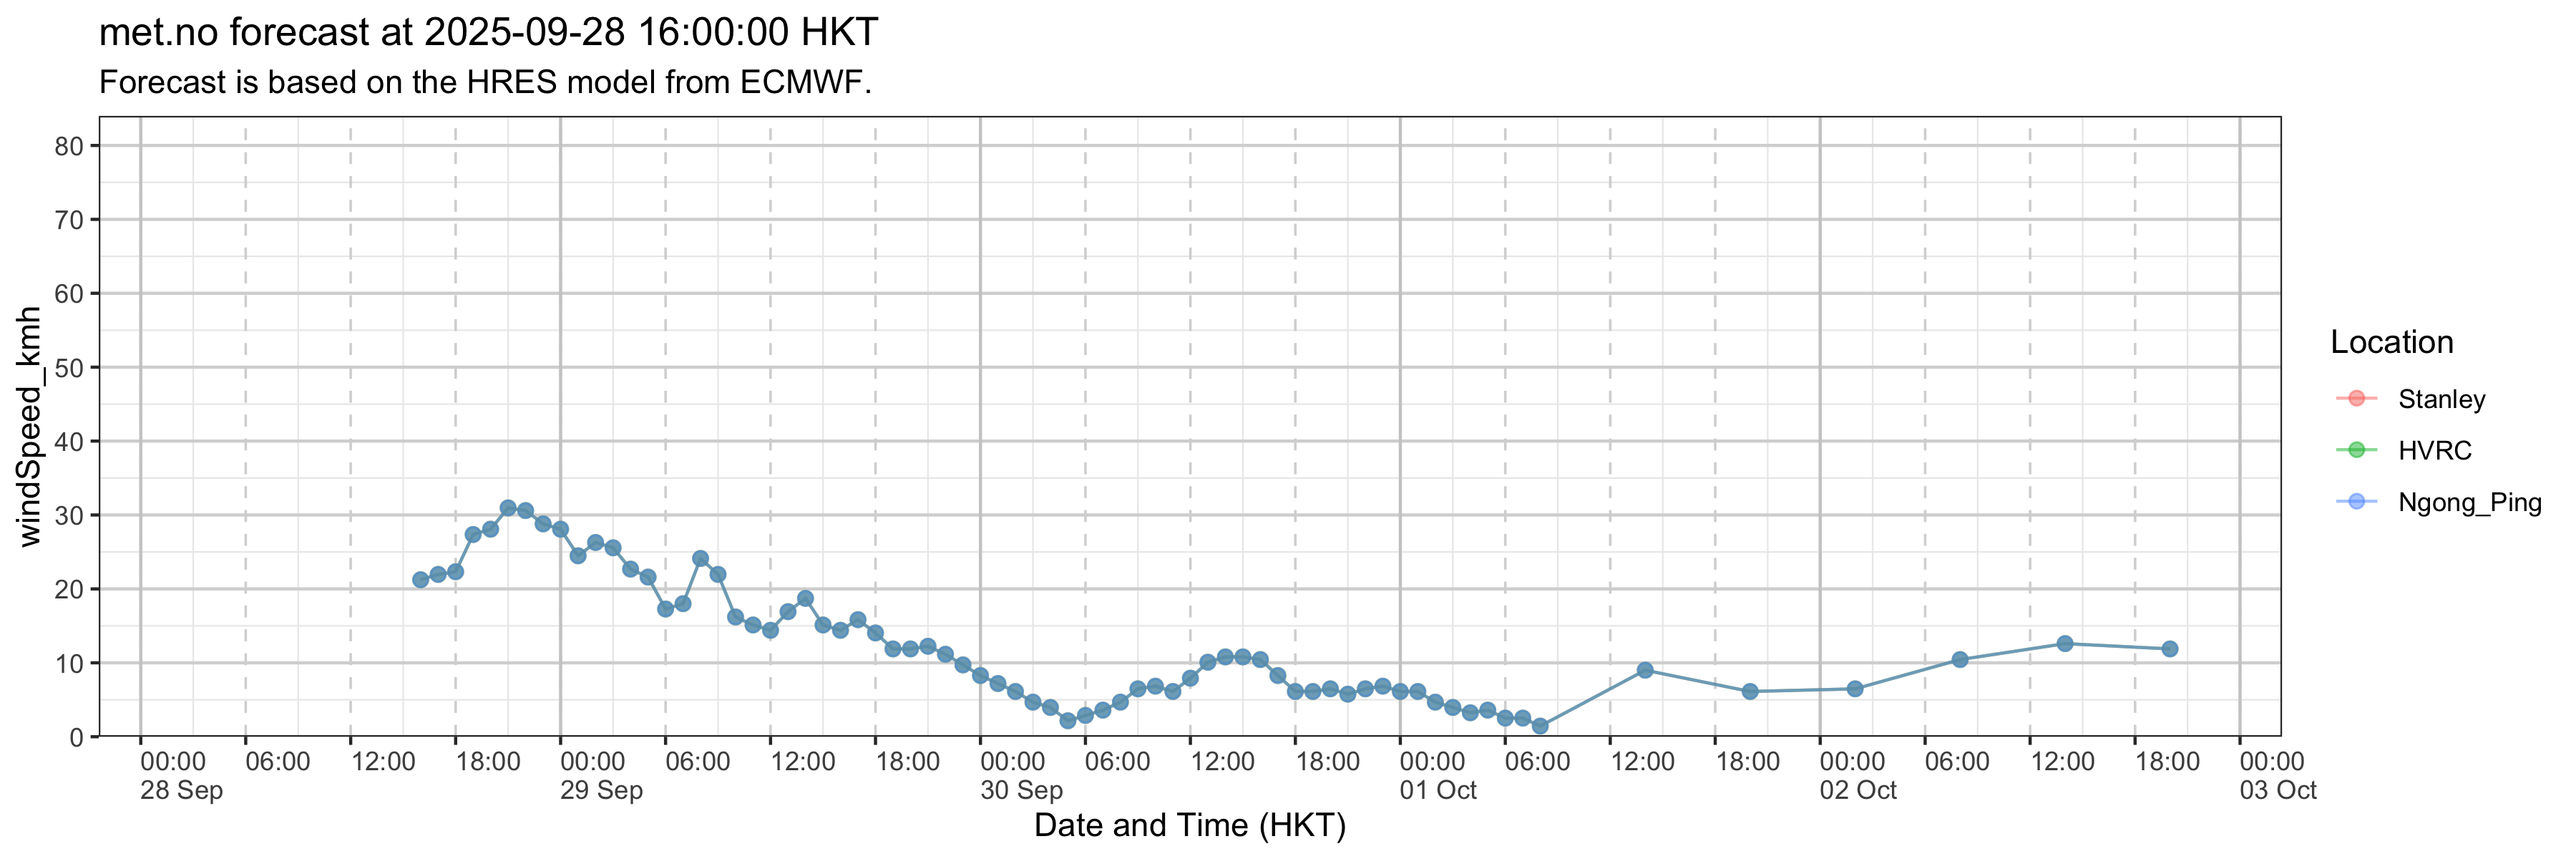 met.no forecast at 2025-09-28 16:00:00 HKT
Forecast is based on the HRES model from ECMWF.
windSpeed_kmh
80
70
60
50
40
30
20
10
0
00:00 06:00 12:00 18:00 00:00 06:00 12:00 18:00 00:00 06:00 12:00 18:00 00:00 06:00 12:00 18:00 00:00 06:00 12:00 18:00 00:00
28 Sep 29 Sep 30 Sep 01 Oct 02 Oct 03 Oct
Date and Time (HKT)
Location
Stanley
HVRC
Ngong_Ping